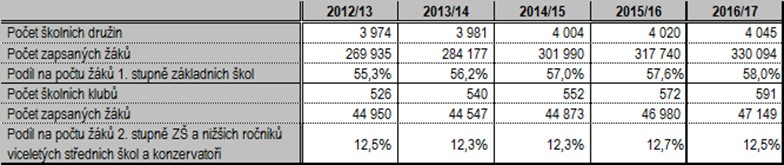 2012/13 2013/14 2014/15 2015/16 2016/17
Počet školních družin 3 974 3 981 4 004 4 020 4 045
Počet zapsaných žáků 269 935 284 177 301 990 317 740 330 094
Podíl na počtu žáků 1. stupně základních škol 55,3% 56,2% 57,0% 57,6% 58,0%
Počet školních klubů 526 540 552 572 591
Počet zapsaných žáků 44 950 44 547 44 873 46 980 47 149
Podíl na počtu žáků 2. stupně ZŠ a nižších ročníků
víceletých středních škol a konzervatoří 12,5% 12,3% 12,3% 12,7% 12,5%